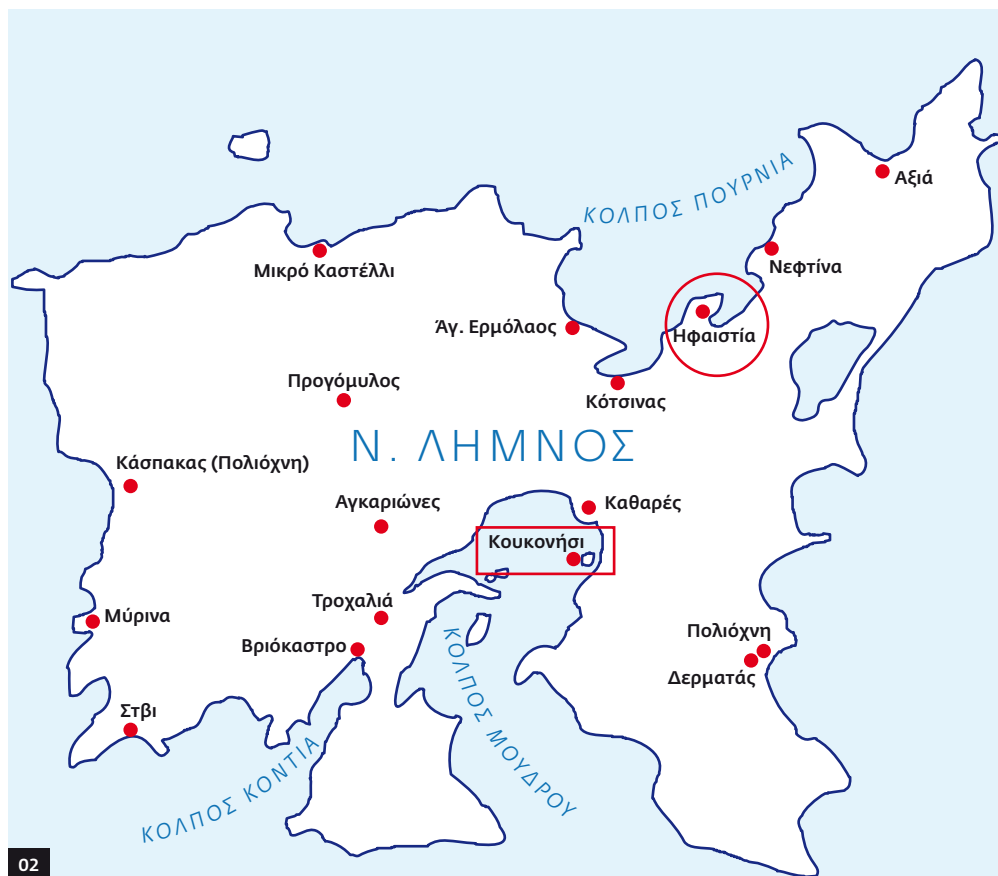 ΚΟΛΠΟΣ ΠΟΥΡΝΙΑ
Αξιά
Νεφτίνα
Μικρό Καστέλλι
Άγ. Ερμόλαος
Ηφαιστία
Προγόμυλος
Κότσινας
Ν. ΛΗΜΝΟΣ
Κάσπακας (Πολιόχνη)
Αγκαριώνες
Καθαρές
Κουκονήσι
Τροχαλιά
Μύρινα
Βριόκαστρο
Πολιόχνη
Δερματάς
Στβι
ΚΟΛΠΟΣ ΜΟΥΔΡΟΥ
ΚΟΛΠΟΣ ΚΟΝΤΙΑ
02